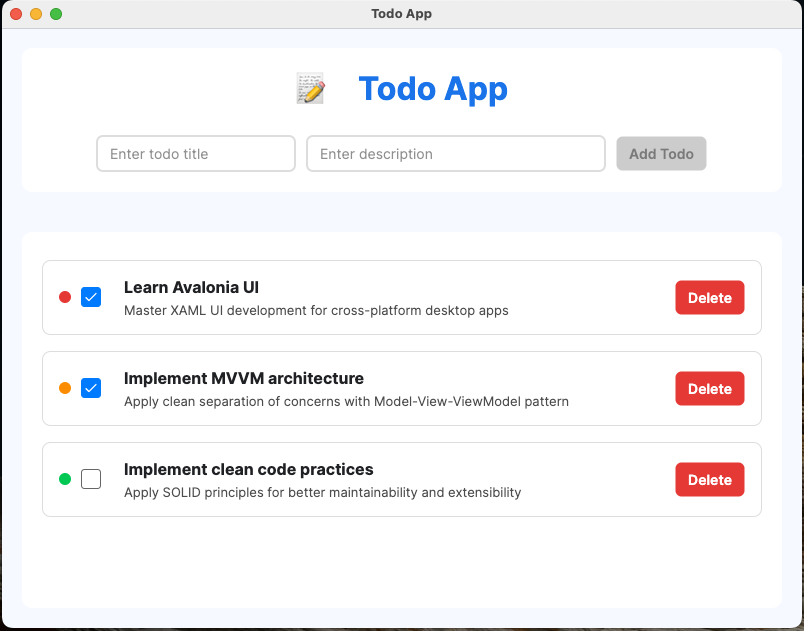 Todo App
Todo App
Enter todo title
Enter description
Add Todo
Learn Avalonia UI
Master XAML UI development for cross-platform desktop apps
Delete
Implement MVVM architecture
Apply clean separation of concerns with Model-View-ViewModel pattern
Delete
Implement clean code practices
Apply SOLID principles for better maintainability and extensibility
Delete